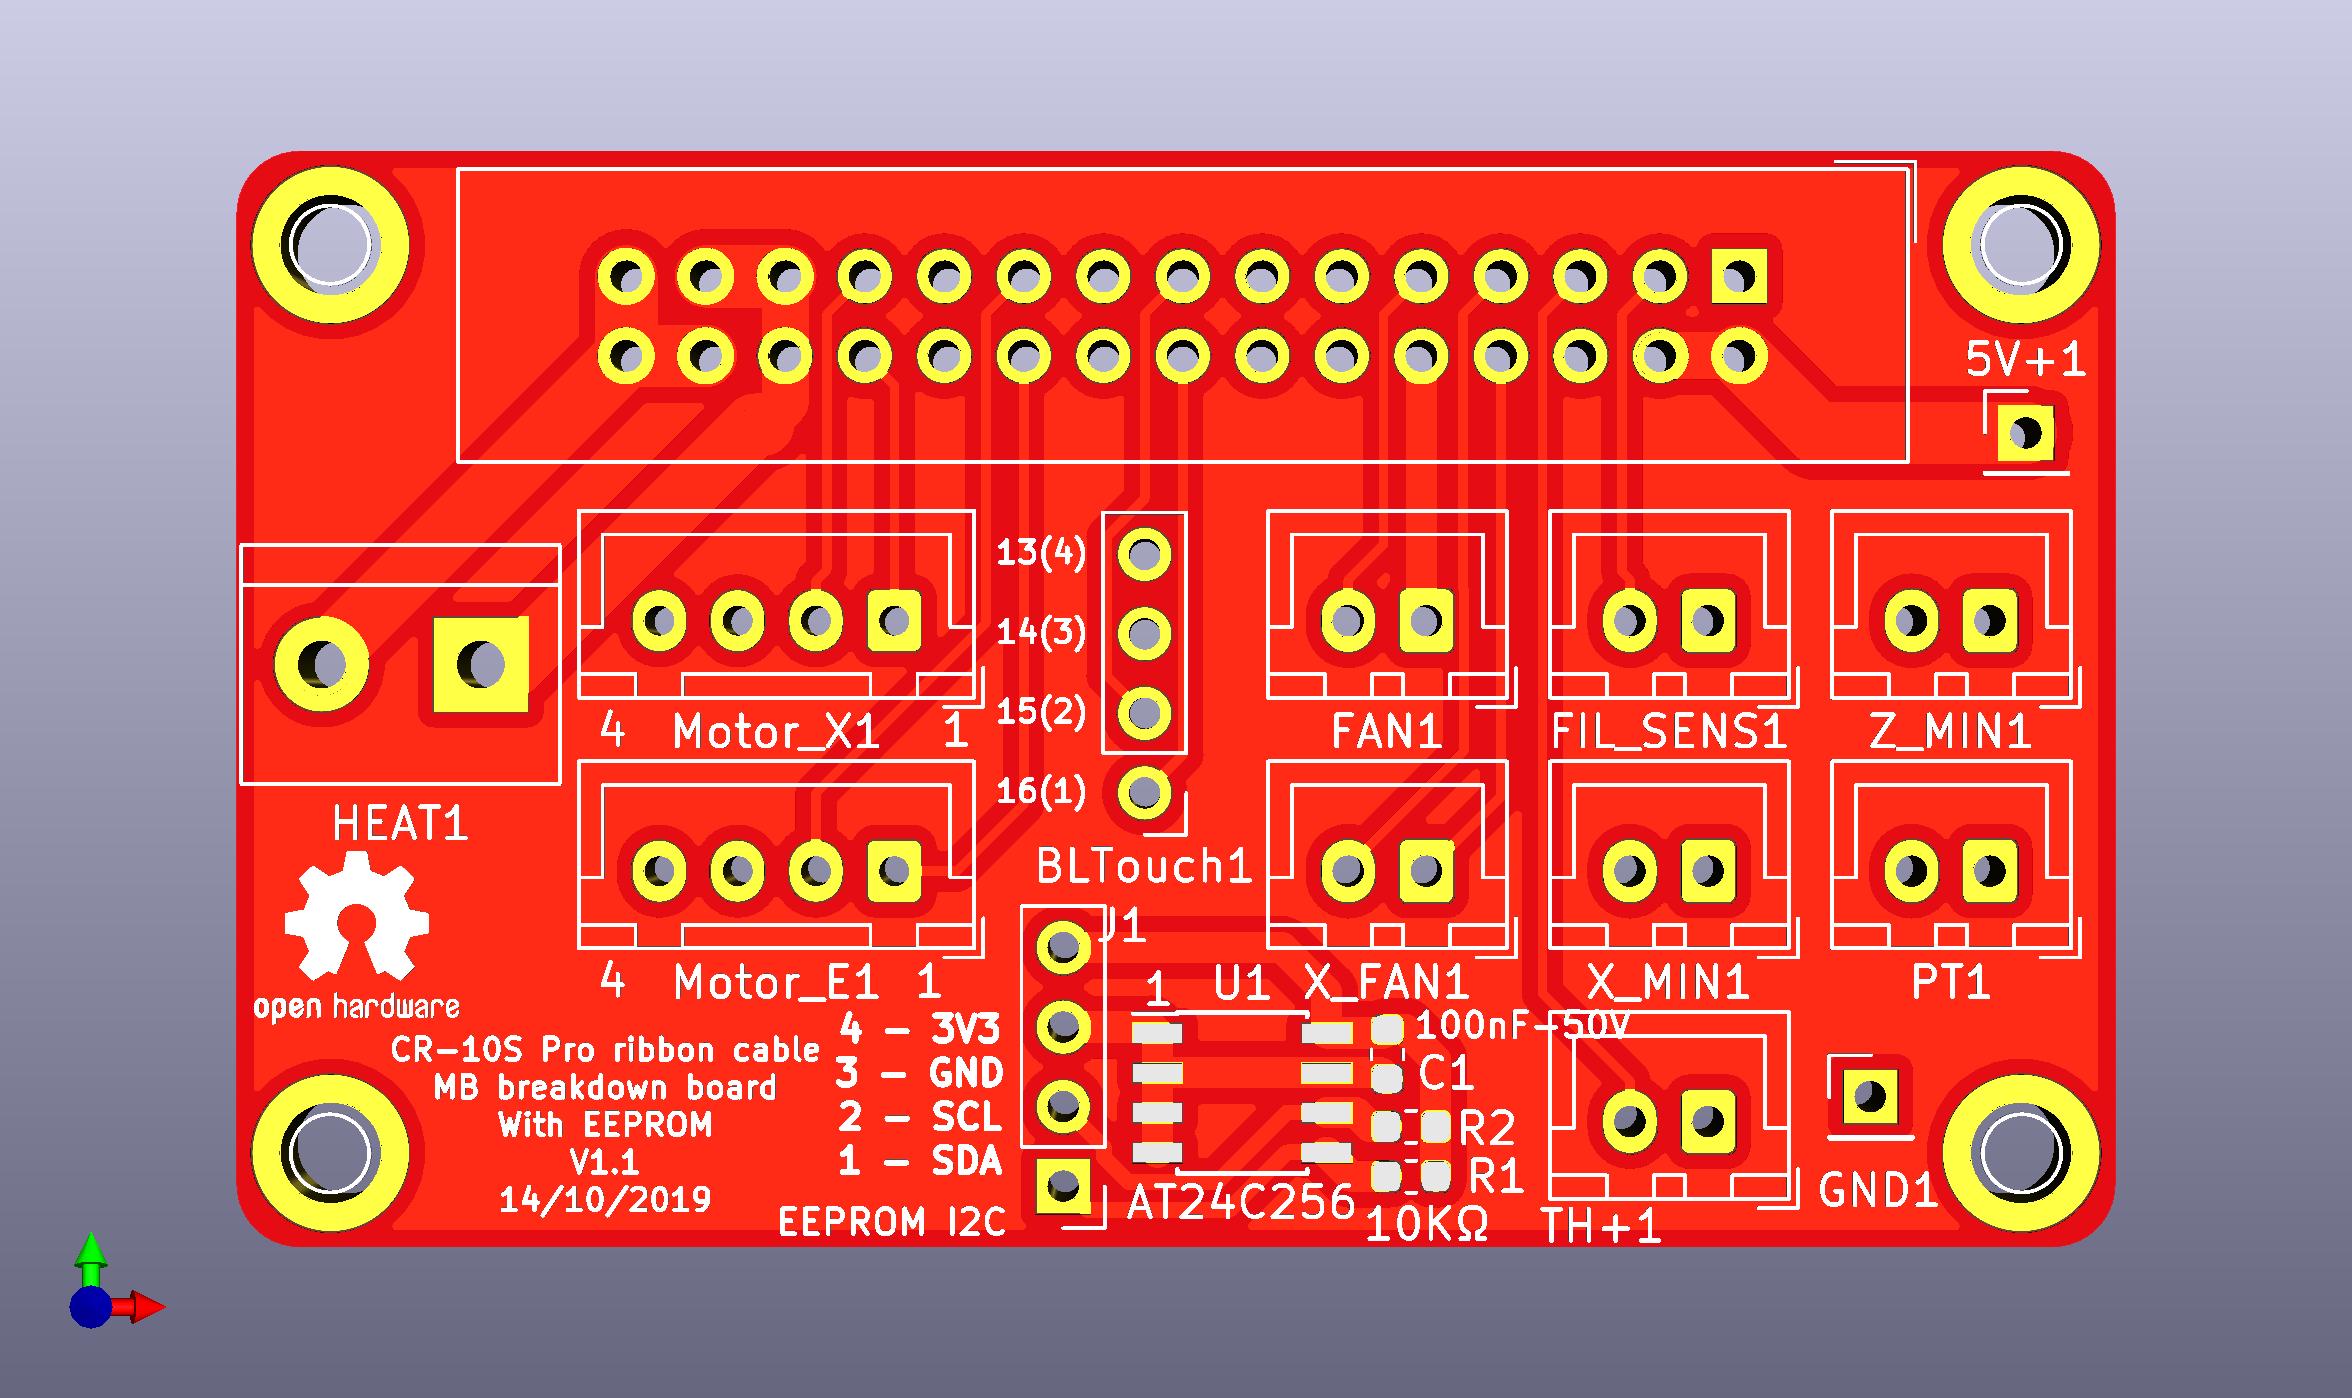 5V+1
13(4)
14(3)
15(2)
16(1)
4 Motor_X1 1
FAN1
FIL_SENS1
Z_MIN1
HEAT1
BLTouch1
4 Motor_E1 1
J1
1
U1
X_FAN1
X_MIN1
PT1
open hardware
CR-10S Pro ribbon cable
MB breakdown board
With EEPROM
V1.1
14/10/2019
4 - 3V3
3 - GND
2 - SCL
1 - SDA
EEPROM I2C
AT24C256
100nF-50V
C1
R2
R1
10KΩ
TH+1
GND1